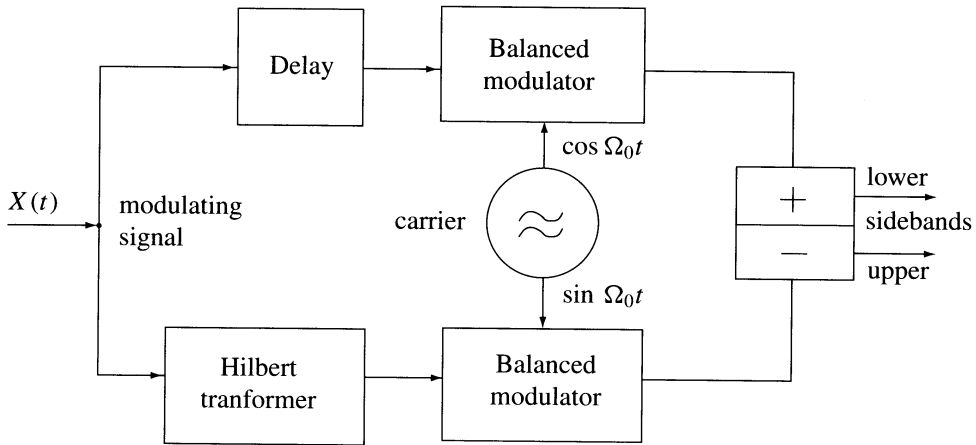 Delay
Balanced
modulator
cos Ω₀t
X(t)
modulating
signal
carrier
+
lower
sidebands
−
upper
sin Ω₀t
Hilbert
tranformer
Balanced
modulator